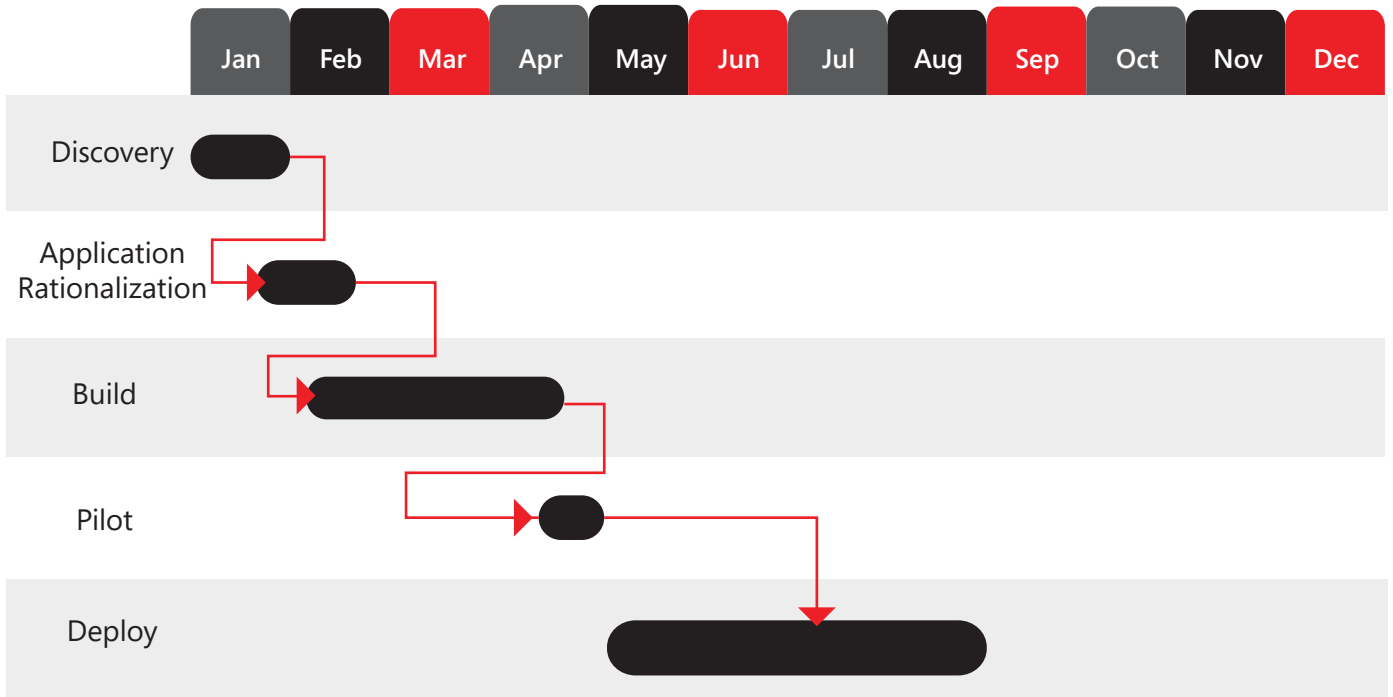 Jan Feb Mar Apr May Jun Jul Aug Sep Oct Nov Dec
Discovery
Application
Rationalization
Build
Pilot
Deploy